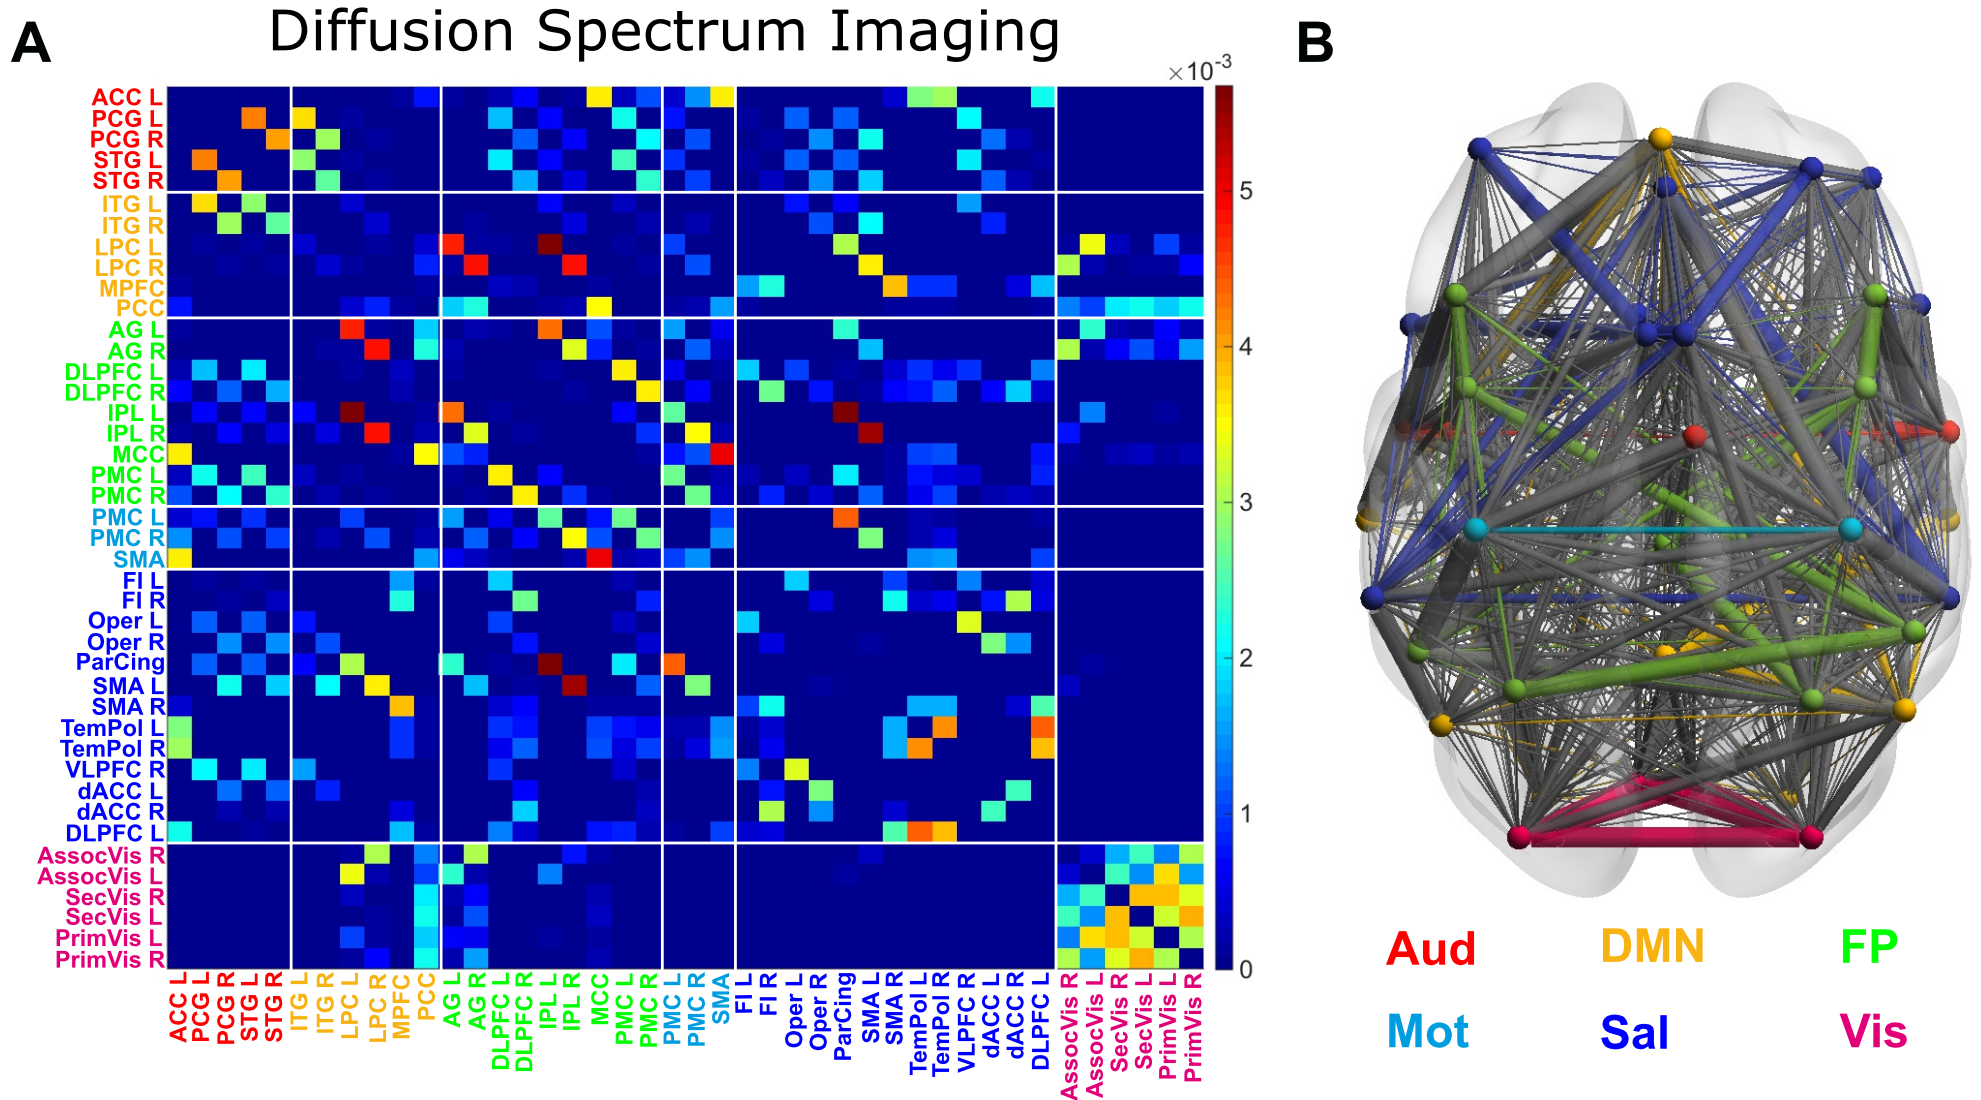 A
Diffusion Spectrum Imaging
B
×10-3
ACC L
PCG L
PCG R
STG L
STG R
ITG L
ITG R
LPC L
LPC R
MPFC
PCC
AG L
AG R
DLPFC L
DLPFC R
IPL L
IPL R
MCC
PMC L
PMC R
PMC L
PMC R
SMA
FI L
FI R
Oper L
Oper R
ParCing
SMA L
SMA R
TemPol L
TemPol R
VLPFC R
dACC L
dACC R
DLPFC L
AssocVis R
AssocVis L
SecVis R
SecVis L
PrimVis L
PrimVis R
5
4
3
2
1
0
ACC L
PCG L
PCG R
STG L
STG R
ITG L
ITG R
LPC L
LPC R
MPFC
PCC
AG L
AG R
DLPFC L
DLPFC R
IPL L
IPL R
MCC
PMC L
PMC R
PMC L
PMC R
SMA
FI L
FI R
Oper L
Oper R
ParCing
SMA L
SMA R
TemPol L
TemPol R
VLPFC R
dACC L
dACC R
DLPFC L
AssocVis R
AssocVis L
SecVis R
SecVis L
PrimVis L
PrimVis R
Aud DMN FP
Mot Sal Vis